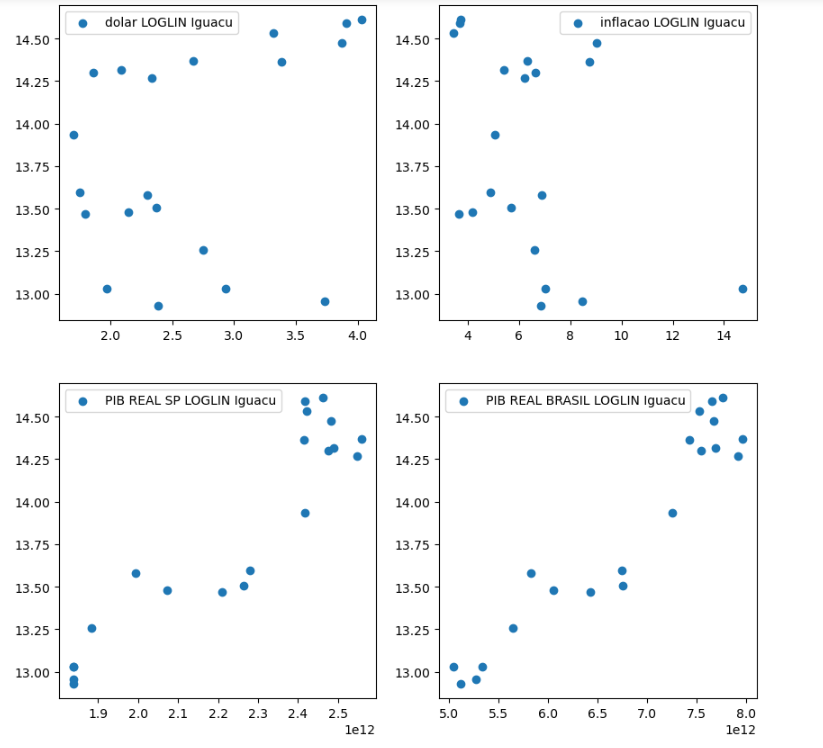 dolar LOGLIN Iguacu
14.50
14.25
14.00
13.75
13.50
13.25
13.00
2.0 2.5 3.0 3.5 4.0
inflacao LOGLIN Iguacu
14.50
14.25
14.00
13.75
13.50
13.25
13.00
4 6 8 10 12 14
PIB REAL SP LOGLIN Iguacu
14.50
14.25
14.00
13.75
13.50
13.25
13.00
1.9 2.0 2.1 2.2 2.3 2.4 2.5
1e12
PIB REAL BRASIL LOGLIN Iguacu
14.50
14.25
14.00
13.75
13.50
13.25
13.00
5.0 5.5 6.0 6.5 7.0 7.5 8.0
1e12